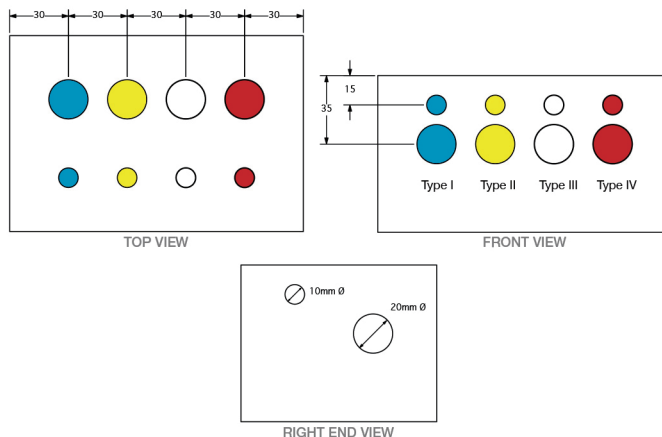 30 30 30 30 30
TOP VIEW
15
35
Type I Type II Type III Type IV
FRONT VIEW
10mm Ø
20mm Ø
RIGHT END VIEW